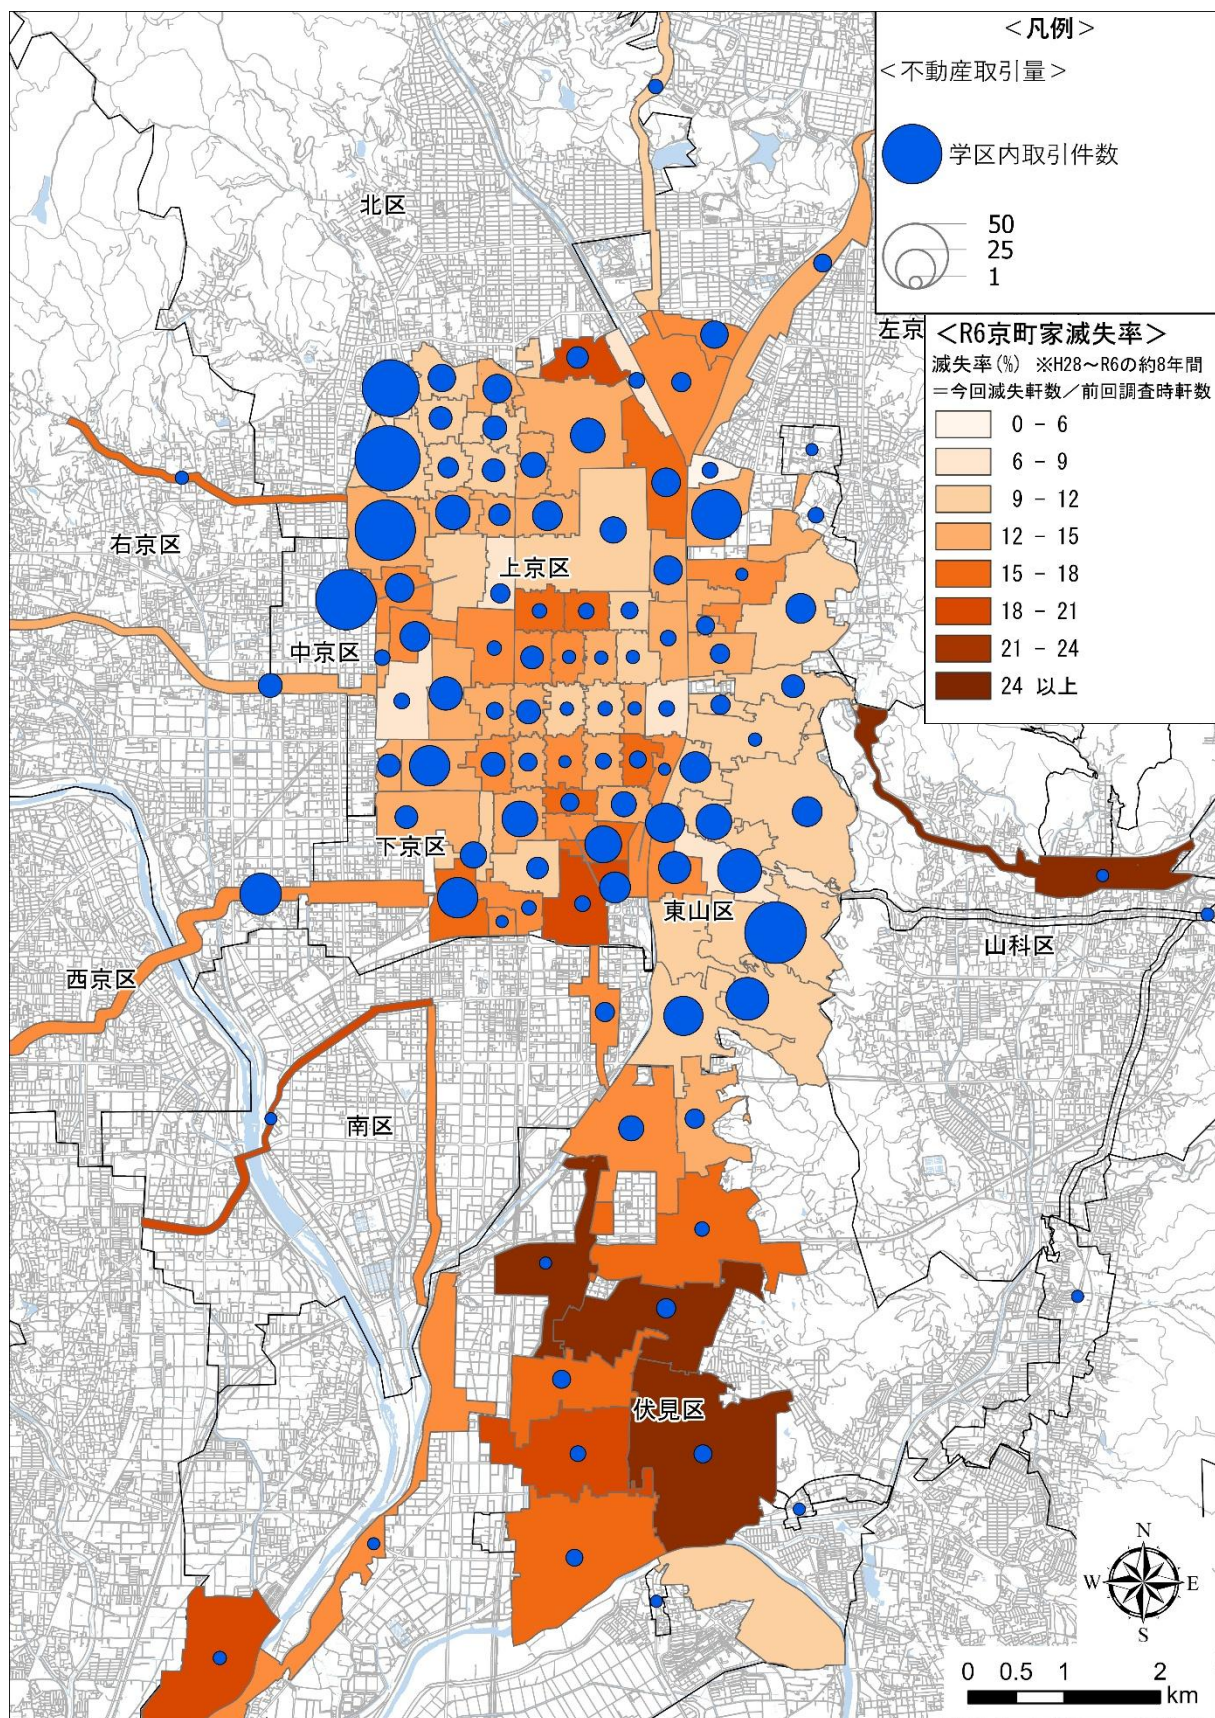 <凡例>
<不動産取引量>
学区内取引件数
50
25
1
<R6京町家滅失率>
滅失率(%) ※H28～R6の約8年間
＝今回滅失軒数／前回調査時軒数
0 - 6
6 - 9
9 - 12
12 - 15
15 - 18
18 - 21
21 - 24
24 以上
北区
左京
右京区
上京区
中京区
下京区
東山区
山科区
西京区
南区
伏見区
N
W E
S
0 0.5 1 2
km